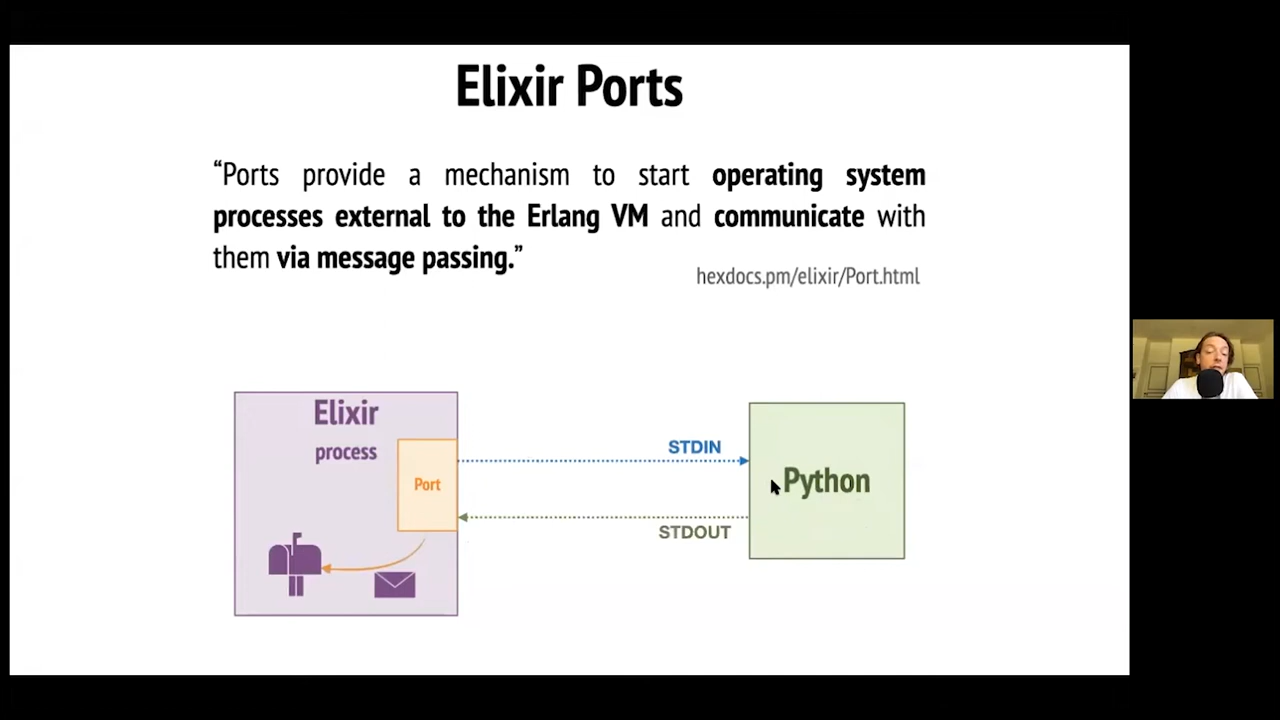 Elixir Ports
“Ports provide a mechanism to start operating system
processes external to the Erlang VM and communicate with
them via message passing.”
hexdocs.pm/elixir/Port.html
Elixir
process
Port
STDIN
STDOUT
Python